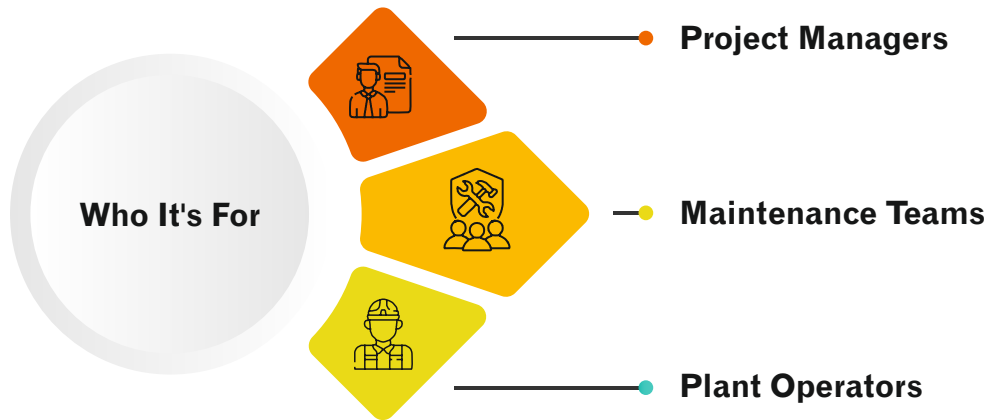 Who It's For
Project Managers
Maintenance Teams
Plant Operators